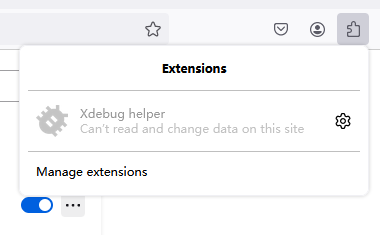 Extensions
Xdebug helper
Can't read and change data on this site
Manage extensions